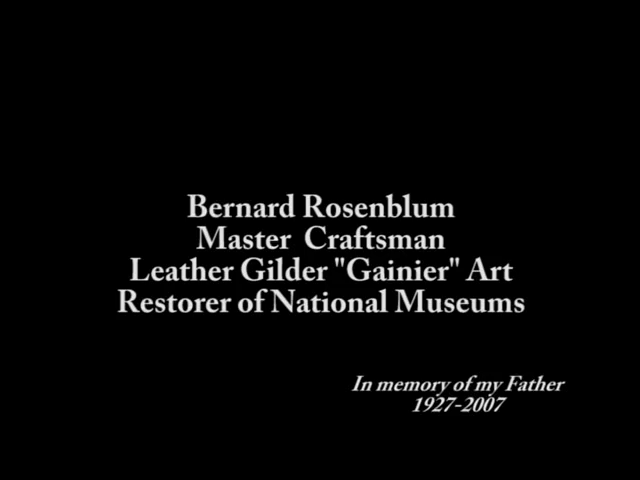 Bernard Rosenblum
Master Craftsman
Leather Gilder "Gainier" Art
Restorer of National Museums
In memory of my Father
1927-2007